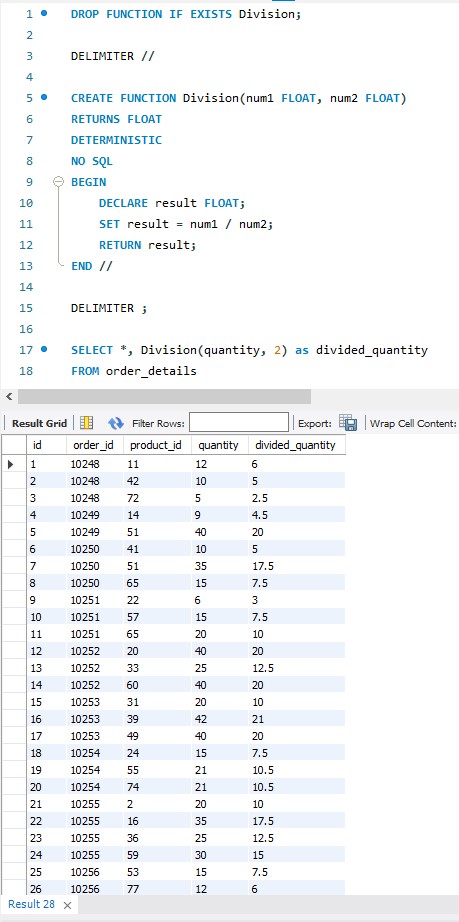 1 DROP FUNCTION IF EXISTS Division;
2
3 DELIMITER //
4
5 CREATE FUNCTION Division(num1 FLOAT, num2 FLOAT)
6 RETURNS FLOAT
7 DETERMINISTIC
8 NO SQL
9 BEGIN
10 DECLARE result FLOAT;
11 SET result = num1 / num2;
12 RETURN result;
13 END //
14
15 DELIMITER ;
16
17 SELECT *, Division(quantity, 2) as divided_quantity
18 FROM order_details
Result Grid Filter Rows: Export: Wrap Cell Content:
id order_id product_id quantity divided_quantity
1 10248 11 12 6
2 10248 42 10 5
3 10248 72 5 2.5
4 10249 14 9 4.5
5 10249 51 40 20
6 10250 41 10 5
7 10250 51 35 17.5
8 10250 65 15 7.5
9 10251 22 6 3
10 10251 57 15 7.5
11 10251 65 20 10
12 10252 20 40 20
13 10252 33 25 12.5
14 10252 60 40 20
15 10253 31 20 10
16 10253 39 42 21
17 10253 49 40 20
18 10254 24 15 7.5
19 10254 55 21 10.5
20 10254 74 21 10.5
21 10255 2 20 10
22 10255 16 35 17.5
23 10255 36 25 12.5
24 10255 59 30 15
25 10256 53 15 7.5
26 10256 77 12 6
Result 28